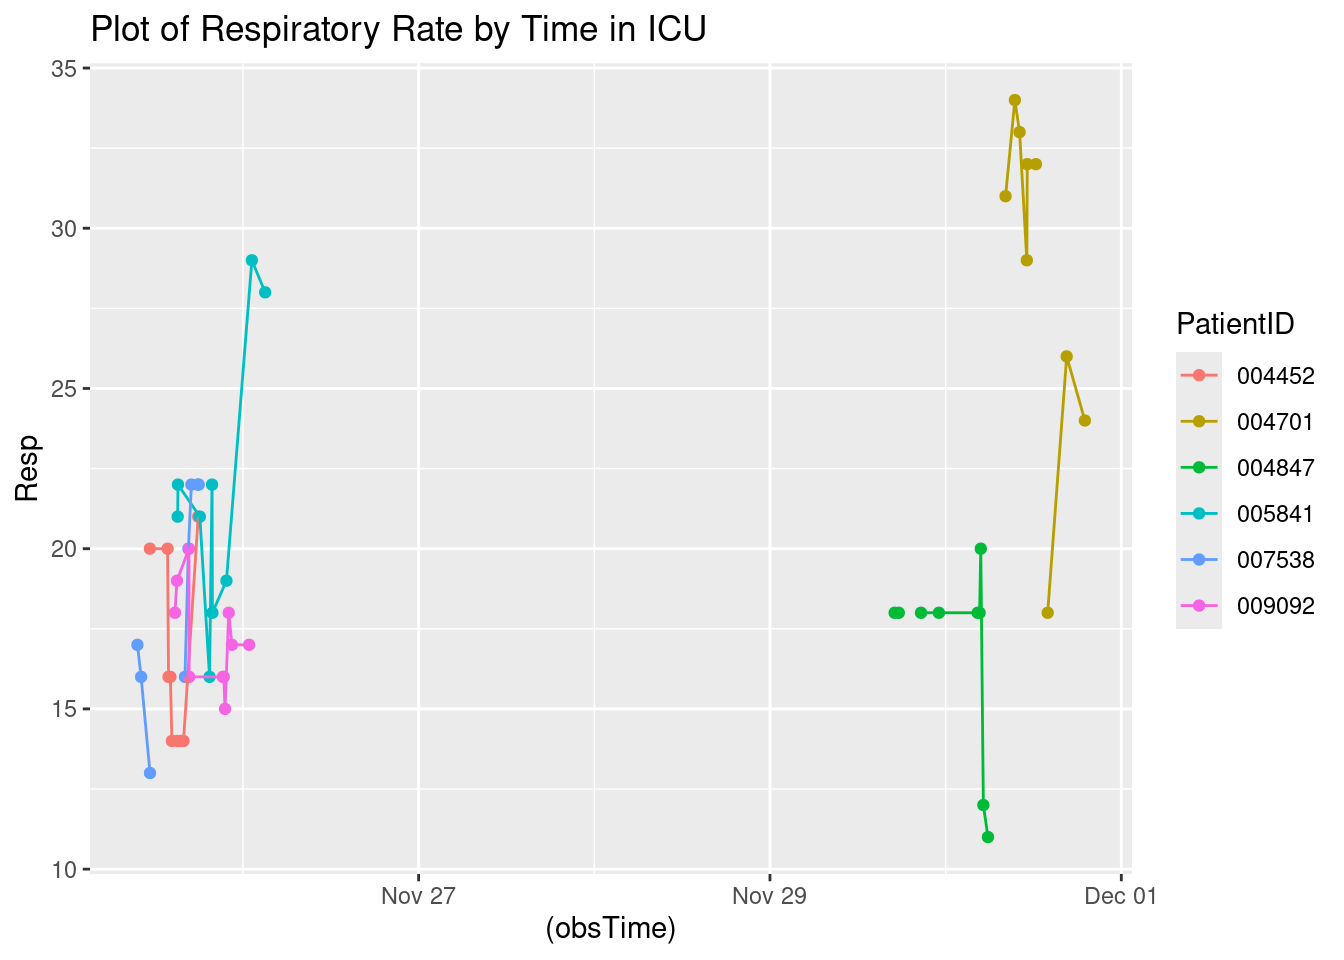 Plot of Respiratory Rate by Time in ICU
35
30
25
20
15
10
Resp
Nov 27
Nov 29
Dec 01
(obsTime)
PatientID
004452
004701
004847
005841
007538
009092